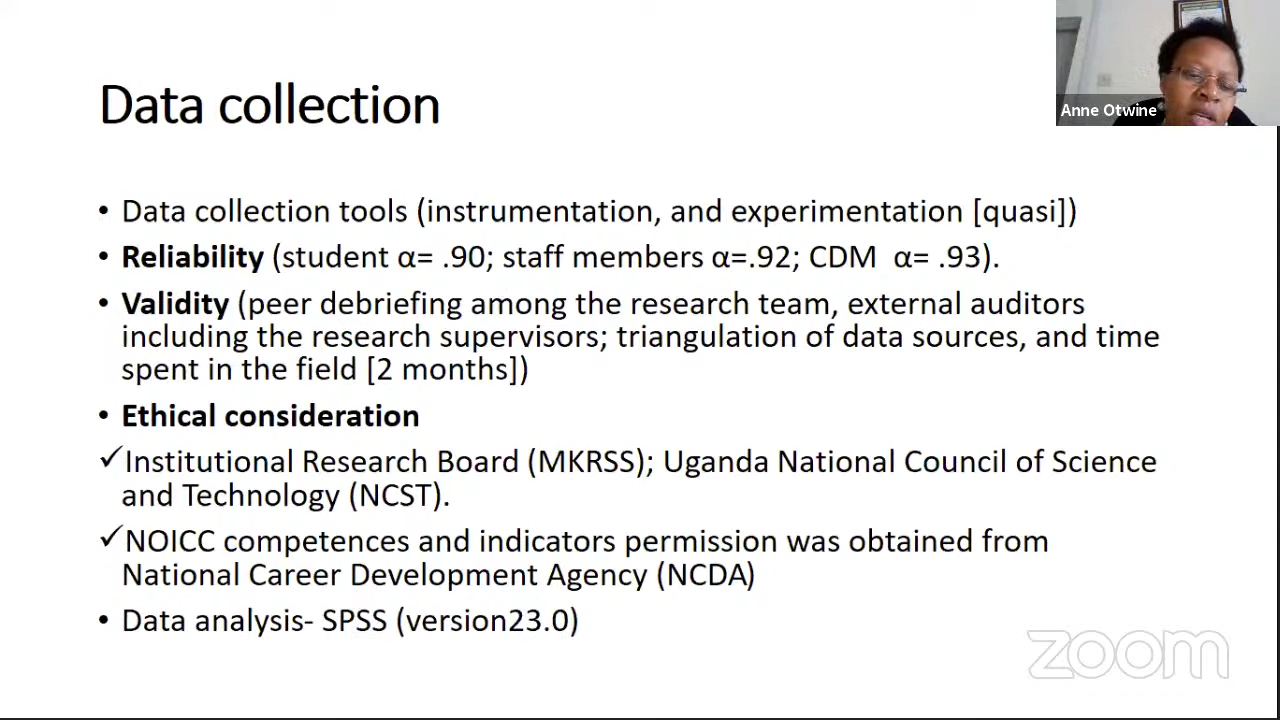 Data collection
Anne Otwine
• Data collection tools (instrumentation, and experimentation [quasi])
• Reliability (student α= .90; staff members α=.92; CDM α= .93).
• Validity (peer debriefing among the research team, external auditors
including the research supervisors; triangulation of data sources, and time
spent in the field [2 months])
• Ethical consideration
✓Institutional Research Board (MKRSS); Uganda National Council of Science
and Technology (NCST).
✓NOICC competences and indicators permission was obtained from
National Career Development Agency (NCDA)
• Data analysis- SPSS (version23.0)
zoom